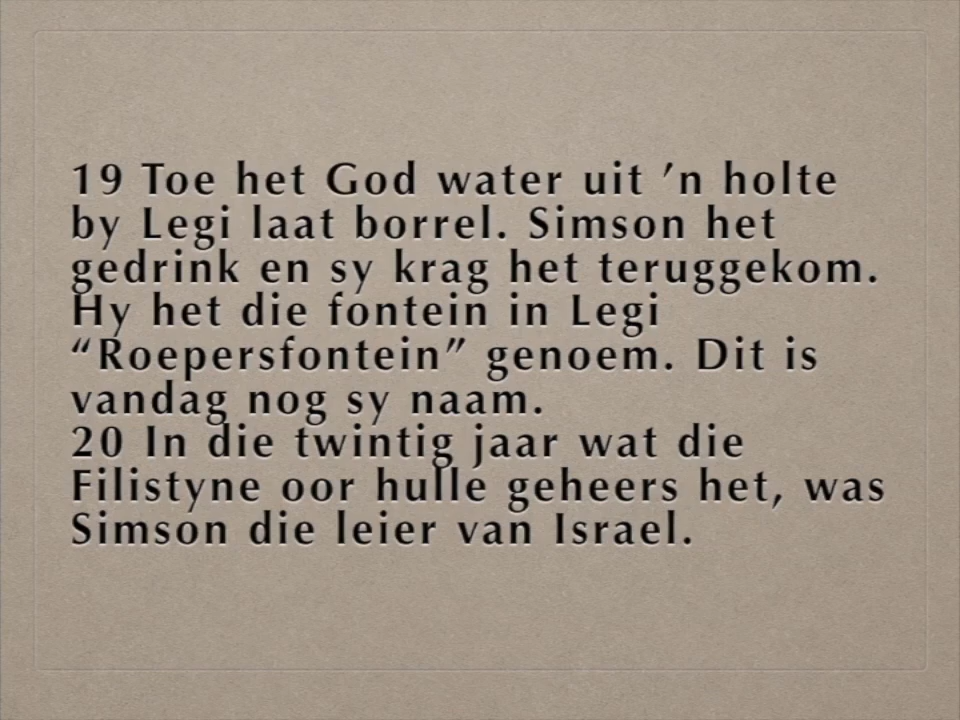 19 Toe het God water uit ’n holte
by Legi laat borrel. Simson het
gedrink en sy krag het teruggekom.
Hy het die fontein in Legi
“Roepersfontein” genoem. Dit is
vandag nog sy naam.
20 In die twintig jaar wat die
Filistyne oor hulle geheers het, was
Simson die leier van Israel.